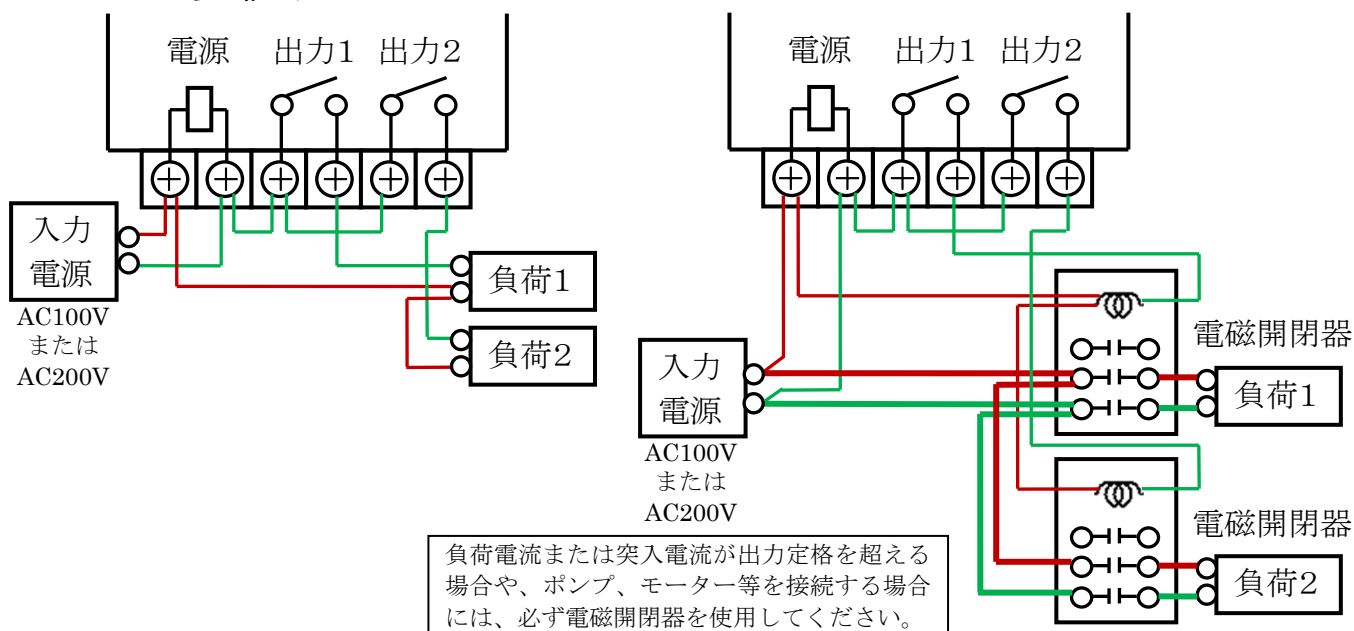 電源 出力1 出力2
入力
電源
AC100V
または
AC200V
負荷1
負荷2
電源 出力1 出力2
入力
電源
AC100V
または
AC200V
電磁開閉器
負荷1
電磁開閉器
負荷2
負荷電流または突入電流が出力定格を超える
場合や、ポンプ、モーター等を接続する場合
には、必ず電磁開閉器を使用してください。